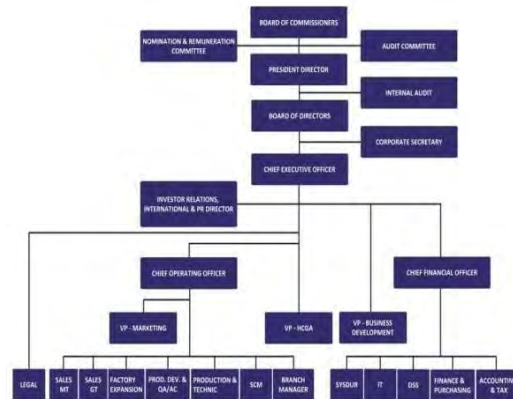 BOARD OF COMMISSIONERS
NOMINATION & REMUNERATION
COMMITTEE
AUDIT COMMITTEE
PRESIDENT DIRECTOR
INTERNAL AUDIT
BOARD OF DIRECTORS
CORPORATE SECRETARY
CHIEF EXECUTIVE OFFICER
INVESTOR RELATIONS,
INTERNATIONAL & PR DIRECTOR
CHIEF OPERATING OFFICER
CHIEF FINANCIAL OFFICER
VP - MARKETING
VP - HCGA
VP - BUSINESS
DEVELOPMENT
LEGAL
SALES
MT
SALES
GT
FACTORY
EXPANSION
PROD. DEV. &
QA/AC
PRODUCTION &
TECHNIC
SCM
BRANCH
MANAGER
SYSDUR
IT
DSS
FINANCE &
PURCHASING
ACCOUNTING
& TAX